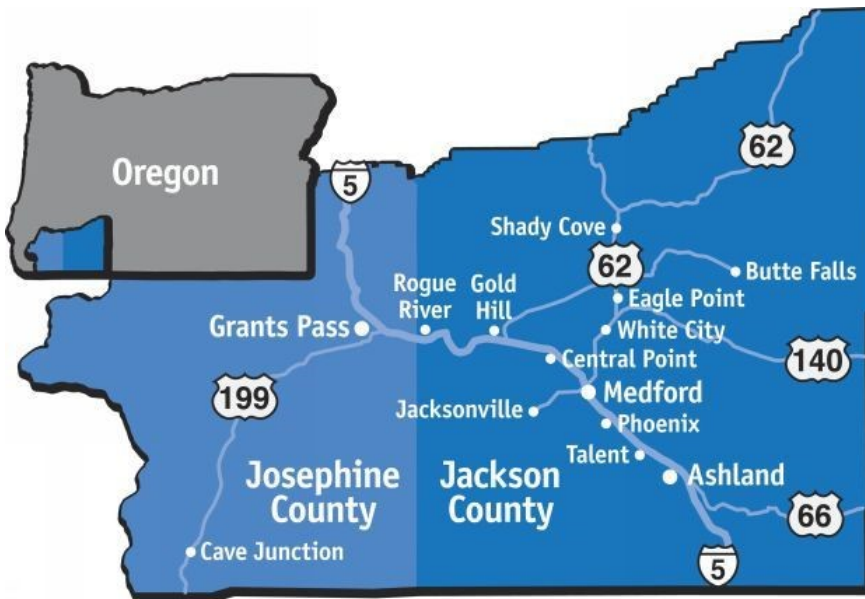 Oregon
5
62
Shady Cove
62
Butte Falls
Rogue
River
Gold
Hill
Eagle Point
Grants Pass
White City
Central Point
140
199
Medford
Jacksonville
Phoenix
Talent
Josephine
County
Jackson
County
Ashland
66
Cave Junction
5